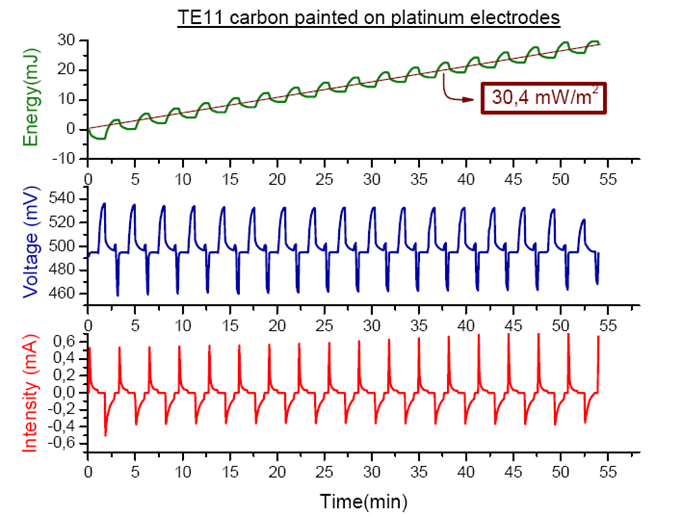 TE11 carbon painted on platinum electrodes
Energy(mJ)
30
20
10
0
-10
30,4 mW/m²
0 5 10 15 20 25 30 35 40 45 50 55
Voltage (mV)
540
520
500
480
460
0 5 10 15 20 25 30 35 40 45 50 55
Intensity (mA)
0,6
0,4
0,2
0,0
-0,2
-0,4
-0,6
0 5 10 15 20 25 30 35 40 45 50 55
Time(min)